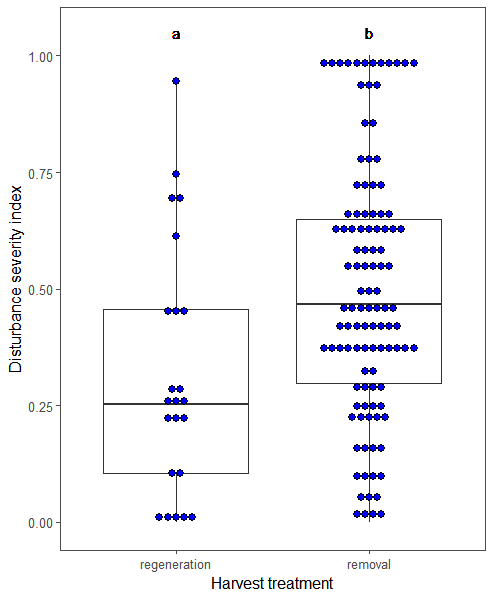 a b
1.00
0.75
0.50
0.25
0.00
Disturbance severity index
regeneration removal
Harvest treatment